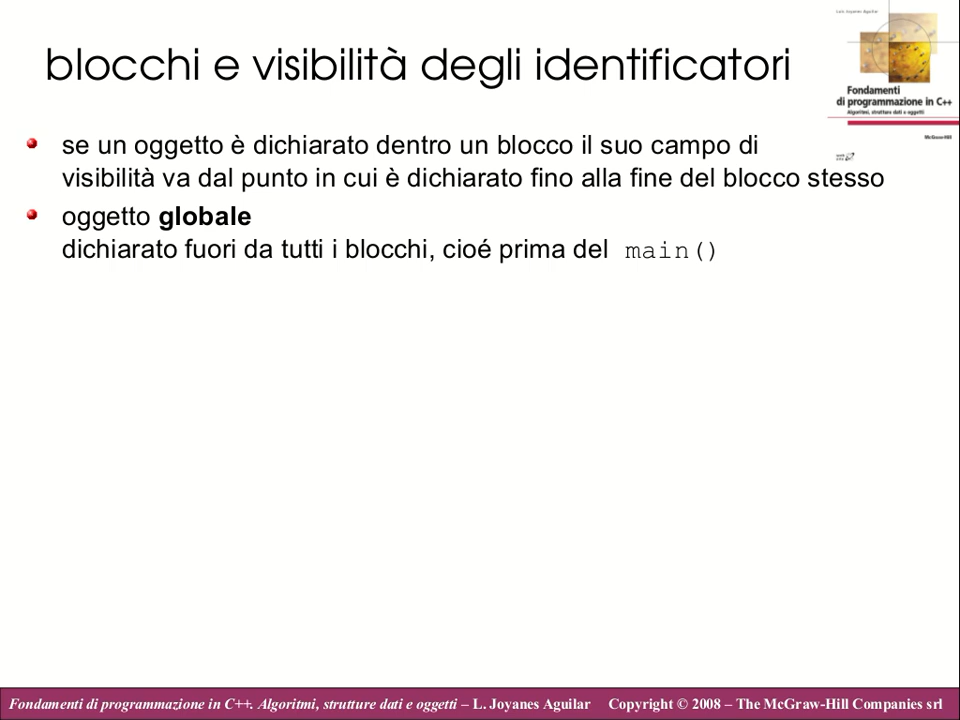 Luis Joyanes Aguilar
blocchi e visibilità degli identificatori
Fondamenti
di programmazione in C++
Algoritmi, strutture dati e oggetti
McGraw-Hill
se un oggetto è dichiarato dentro un blocco il suo campo di
visibilità va dal punto in cui è dichiarato fino alla fine del blocco stesso
oggetto globale
dichiarato fuori da tutti i blocchi, cioé prima del main()
Fondamenti di programmazione in C++. Algoritmi, strutture dati e oggetti – L. Joyanes Aguilar Copyright © 2008 – The McGraw-Hill Companies srl